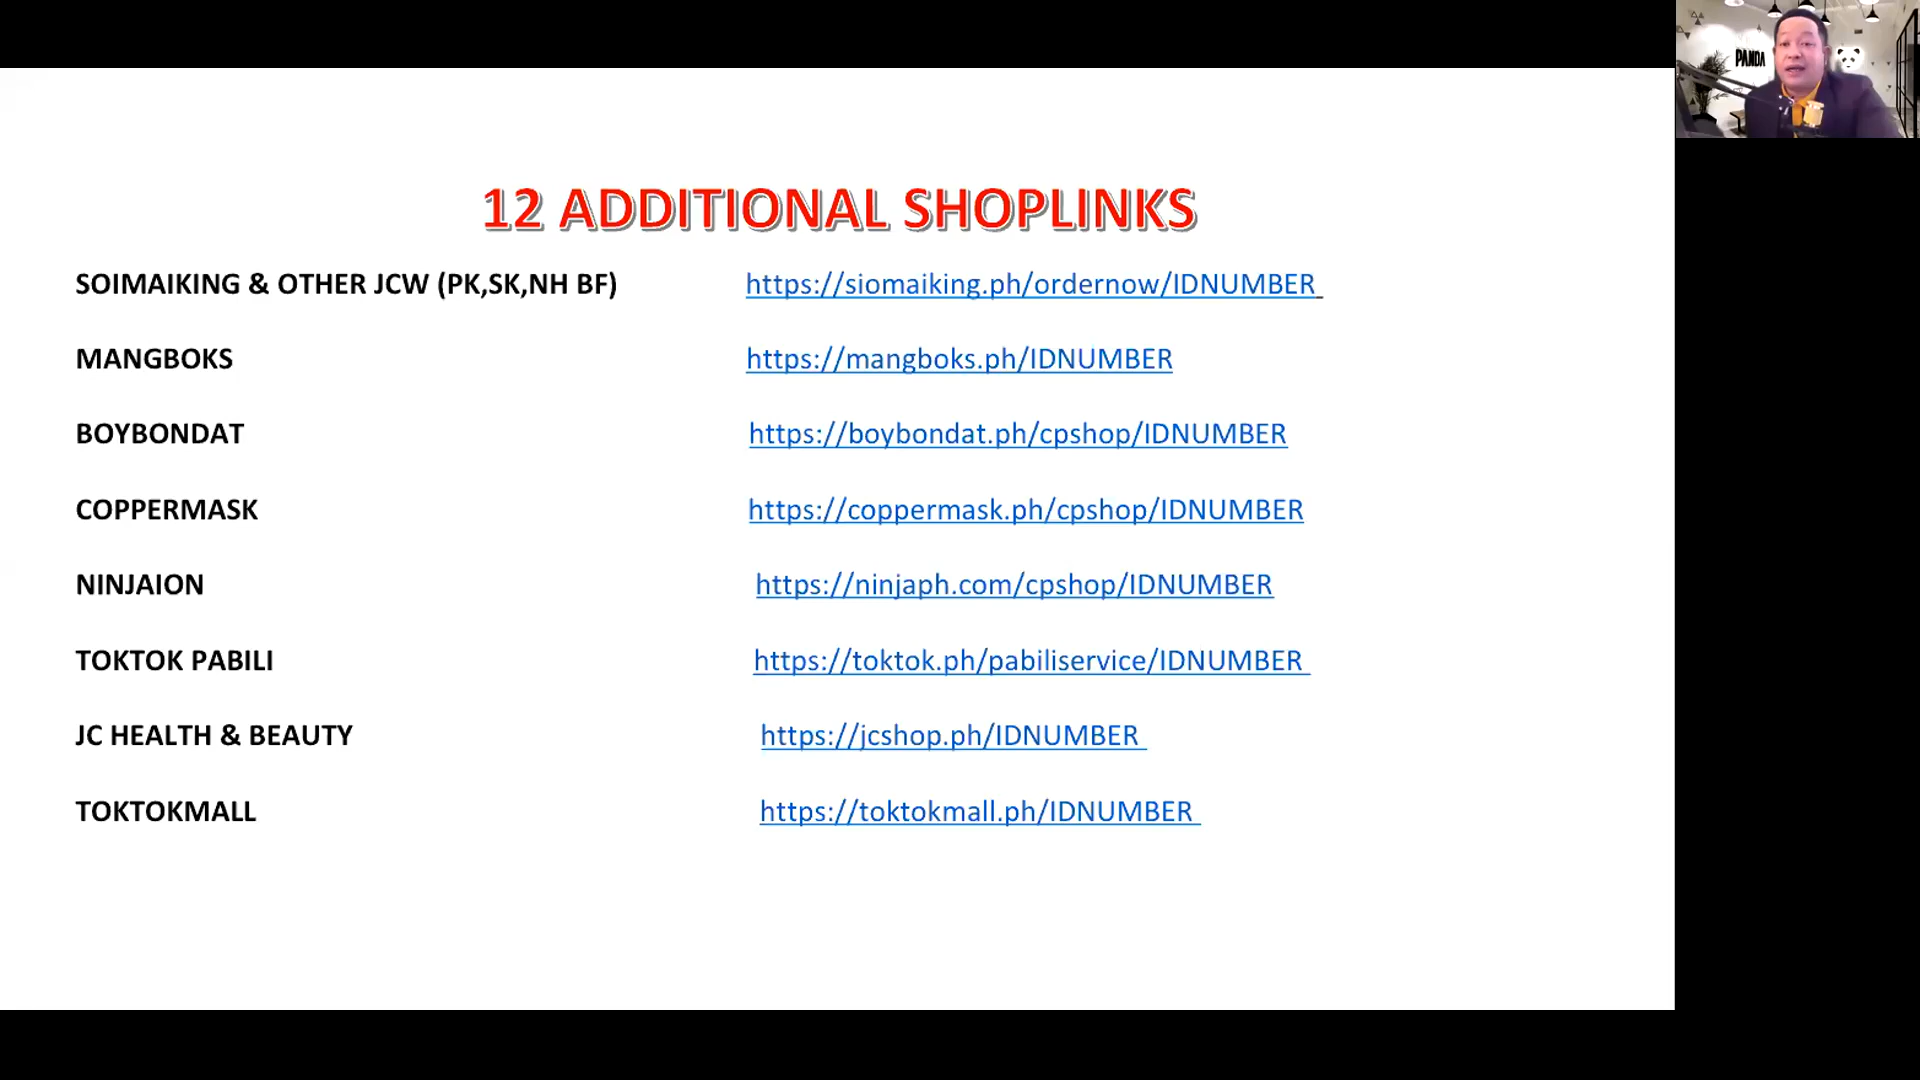 PANDA
12 ADDITIONAL SHOPLINKS
SOIMAIKING & OTHER JCW (PK,SK,NH BF) https://siomaiking.ph/ordernow/IDNUMBER
MANGBOKS https://mangboks.ph/IDNUMBER
BOYBONDAT https://boybondat.ph/cpshop/IDNUMBER
COPPERMASK https://coppermask.ph/cpshop/IDNUMBER
NINJAION https://ninjaph.com/cpshop/IDNUMBER
TOKTOK PABILI https://toktok.ph/pabiliservice/IDNUMBER
JC HEALTH & BEAUTY https://jcshop.ph/IDNUMBER
TOKTOKMALL https://toktokmall.ph/IDNUMBER